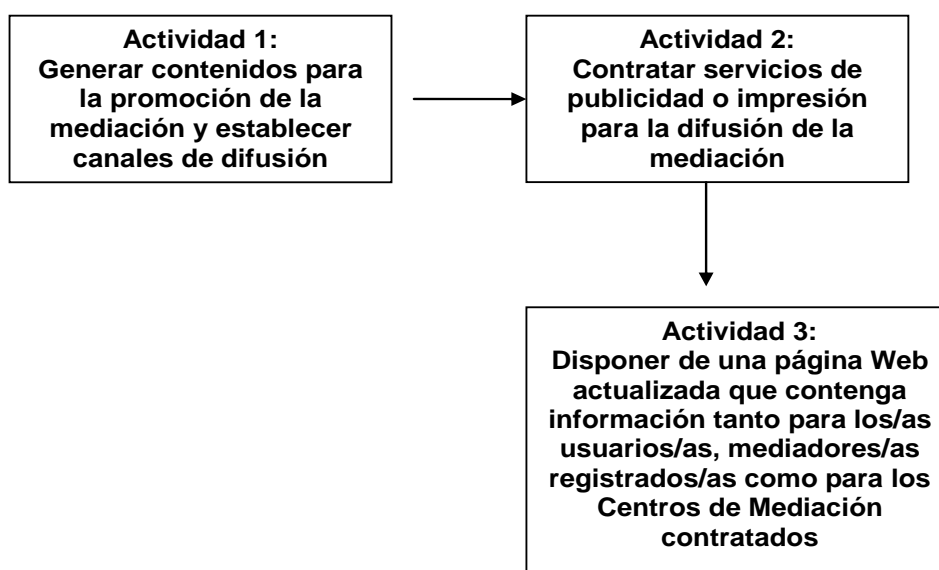 Actividad 1:
Generar contenidos para
la promoción de la
mediación y establecer
canales de difusión
Actividad 2:
Contratar servicios de
publicidad o impresión
para la difusión de la
mediación
Actividad 3:
Disponer de una página Web
actualizada que contenga
información tanto para los/as
usuarios/as, mediadores/as
registrados/as como para los
Centros de Mediación
contratados